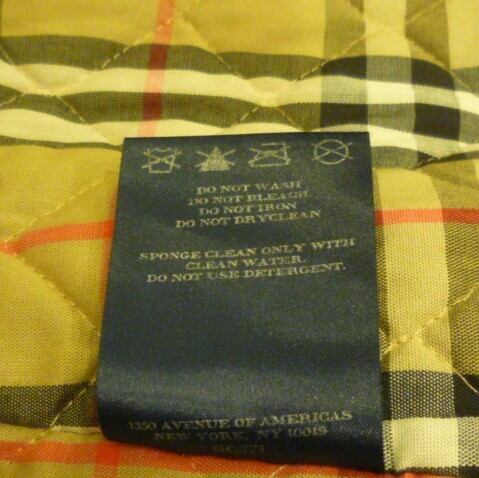 DO NOT WASH
DO NOT BLEACH
DO NOT IRON
DO NOT DRYCLEAN
SPONGE CLEAN ONLY WITH
CLEAN WATER.
DO NOT USE DETERGENT.
1350 AVENUE OF AMERICAS
NEW YORK, NY 10019